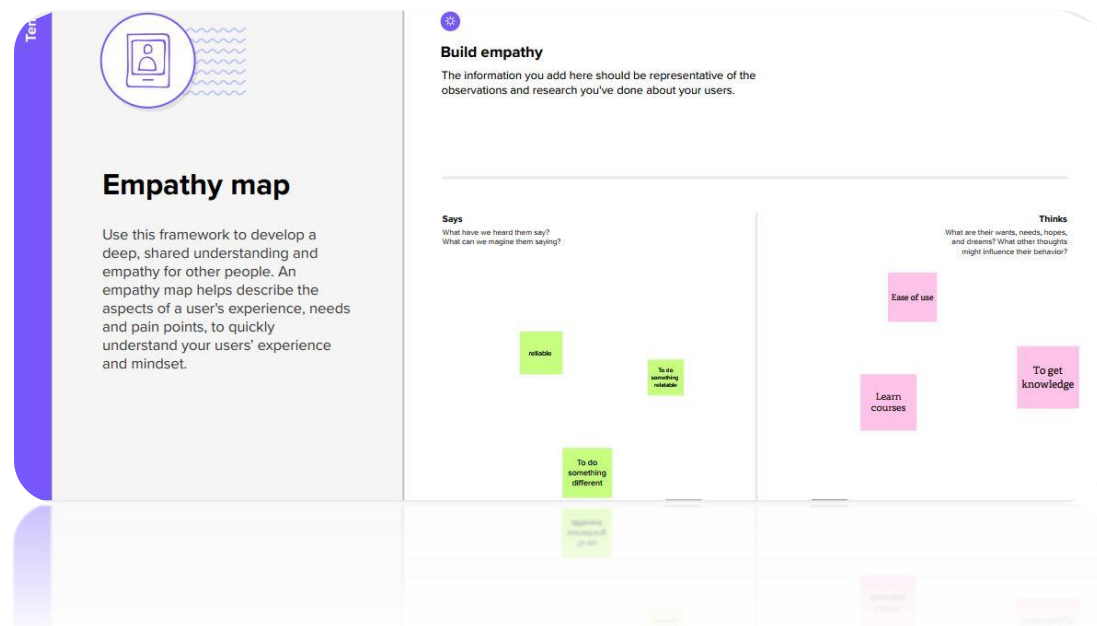 Tem
Empathy map
Use this framework to develop a
deep, shared understanding and
empathy for other people. An
empathy map helps describe the
aspects of a user's experience, needs
and pain points, to quickly
understand your users' experience
and mindset.
Build empathy
The information you add here should be representative of the
observations and research you've done about your users.
Says
What have we heard them say?
What can we magine them saying?
reliable
To do
something
relatable
To do
something
different
Thinks
What are their wants, needs, hopes,
and dreams? What other thoughts
might influence their behavior?
Ease of use
Learn
courses
To get
knowledge